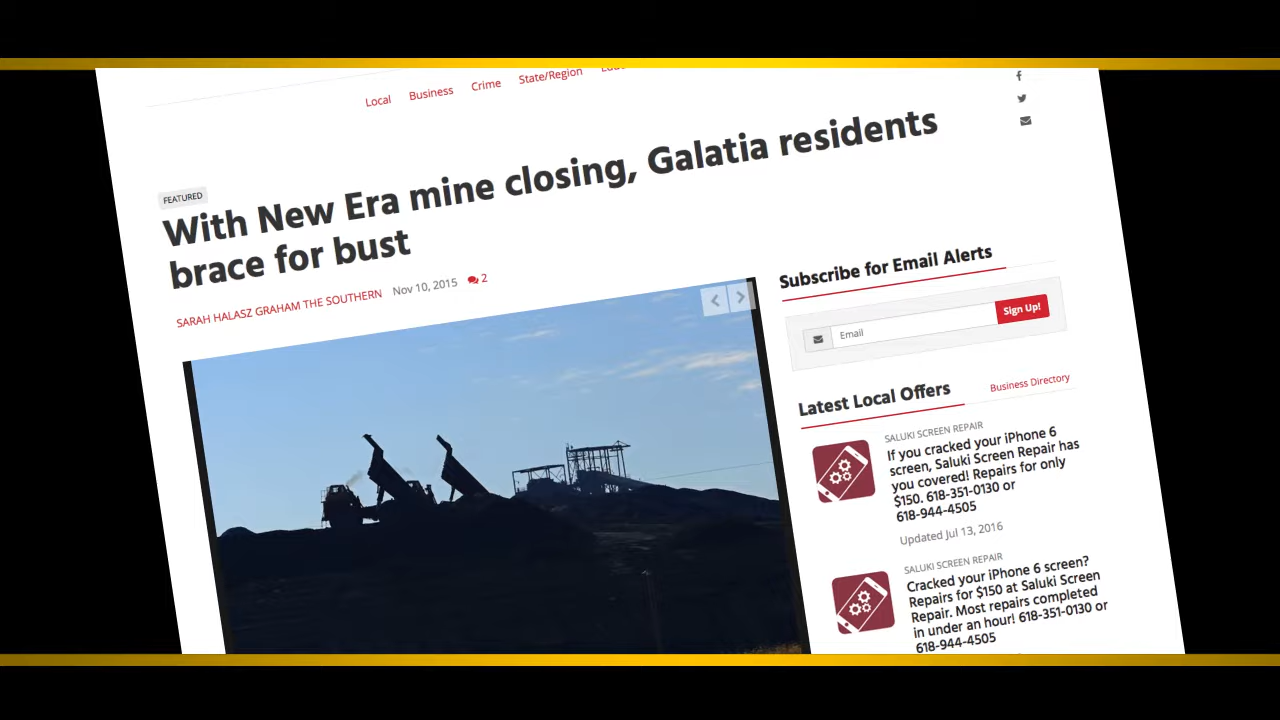 Local Business Crime State/Region
FEATURED
With New Era mine closing, Galatia residents
brace for bust
SARAH HALASZ GRAHAM THE SOUTHERN Nov 10, 2015 2
Subscribe for Email Alerts
Email Sign Up!
Latest Local Offers Business Directory
SALUKI SCREEN REPAIR
If you cracked your iPhone 6
screen, Saluki Screen Repair has
you covered! Repairs for only
$150. 618-351-0130 or
618-944-4505
Updated Jul 13, 2016
SALUKI SCREEN REPAIR
Cracked your iPhone 6 screen?
Repairs for $150 at Saluki Screen
Repair. Most repairs completed
in under an hour! 618-351-0130 or
618-944-4505